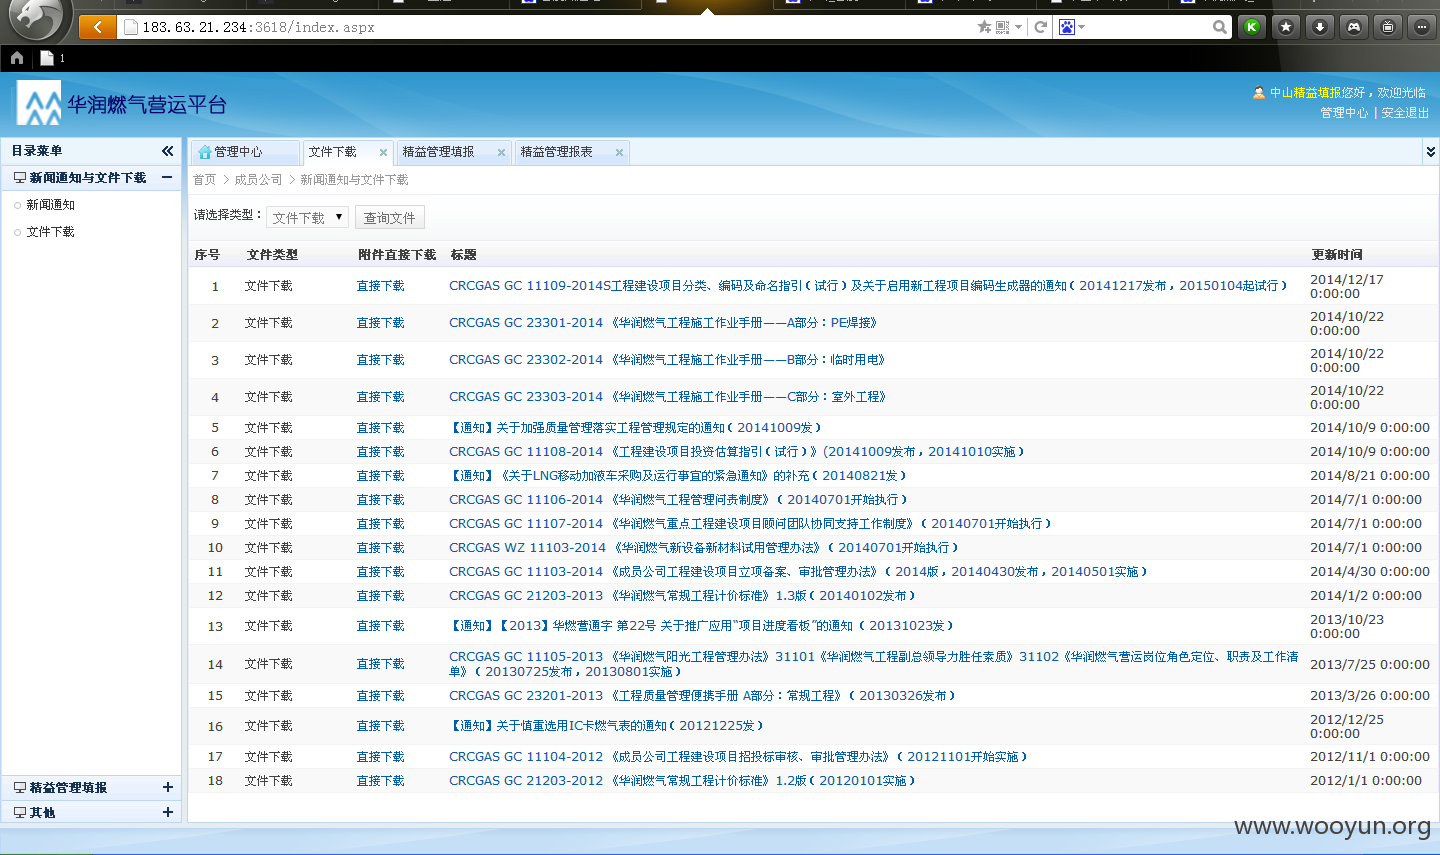 183.63.21.234:3618/index.aspx
1
华润燃气营运平台
中山精益填报您好，欢迎光临
管理中心 | 安全退出
目录菜单
新闻通知与文件下载
新闻通知
文件下载
精益管理填报
其他
管理中心 文件下载 精益管理填报 精益管理报表
首页 > 成员公司 > 新闻通知与文件下载
请选择类型： 文件下载 查询文件
序号 文件类型 附件直接下载 标题 更新时间
1 文件下载 直接下载 CRCGAS GC 11109-2014S工程建设项目分类、编码及命名指引（试行）及关于启用新工程项目编码生成器的通知（20141217发布，20150104起试行） 2014/12/17 0:00:00
2 文件下载 直接下载 CRCGAS GC 23301-2014 《华润燃气工程施工作业手册——A部分：PE焊接》 2014/10/22 0:00:00
3 文件下载 直接下载 CRCGAS GC 23302-2014 《华润燃气工程施工作业手册——B部分：临时用电》 2014/10/22 0:00:00
4 文件下载 直接下载 CRCGAS GC 23303-2014 《华润燃气工程施工作业手册——C部分：室外工程》 2014/10/22 0:00:00
5 文件下载 直接下载 【通知】关于加强质量管理落实工程管理规定的通知（20141009发） 2014/10/9 0:00:00
6 文件下载 直接下载 CRCGAS GC 11108-2014 《工程建设项目投资估算指引（试行）》(20141009发布，20141010实施） 2014/10/9 0:00:00
7 文件下载 直接下载 【通知】《关于LNG移动加液车采购及运行事宜的紧急通知》的补充（20140821发） 2014/8/21 0:00:00
8 文件下载 直接下载 CRCGAS GC 11106-2014 《华润燃气工程管理问责制度》（20140701开始执行） 2014/7/1 0:00:00
9 文件下载 直接下载 CRCGAS GC 11107-2014 《华润燃气重点工程建设项目顾问团队协同支持工作制度》（20140701开始执行） 2014/7/1 0:00:00
10 文件下载 直接下载 CRCGAS WZ 11103-2014 《华润燃气新设备新材料试用管理办法》（20140701开始执行） 2014/7/1 0:00:00
11 文件下载 直接下载 CRCGAS GC 11103-2014 《成员公司工程建设项目立项备案、审批管理办法》（2014版，20140430发布，20140501实施） 2014/4/30 0:00:00
12 文件下载 直接下载 CRCGAS GC 21203-2013 《华润燃气常规工程计价标准》1.3版（20140102发布） 2014/1/2 0:00:00
13 文件下载 直接下载 【通知】【2013】华燃营通字 第22号 关于推广应用“项目进度看板”的通知 （20131023发） 2013/10/23 0:00:00
14 文件下载 直接下载 CRCGAS GC 11105-2013 《华润燃气阳光工程管理办法》31101《华润燃气工程副总领导力胜任素质》31102《华润燃气营运岗位角色定位、职责及工作清单》（20130725发布，20130801实施） 2013/7/25 0:00:00
15 文件下载 直接下载 CRCGAS GC 23201-2013 《工程质量管理便携手册 A部分：常规工程》（20130326发布） 2013/3/26 0:00:00
16 文件下载 直接下载 【通知】关于慎重选用IC卡燃气表的通知（20121225发） 2012/12/25 0:00:00
17 文件下载 直接下载 CRCGAS GC 11104-2012 《成员公司工程建设项目招投标审核、审批管理办法》（20121101开始实施） 2012/11/1 0:00:00
18 文件下载 直接下载 CRCGAS GC 21203-2012 《华润燃气常规工程计价标准》1.2版（20120101实施） 2012/1/1 0:00:00
www.wooyun.org